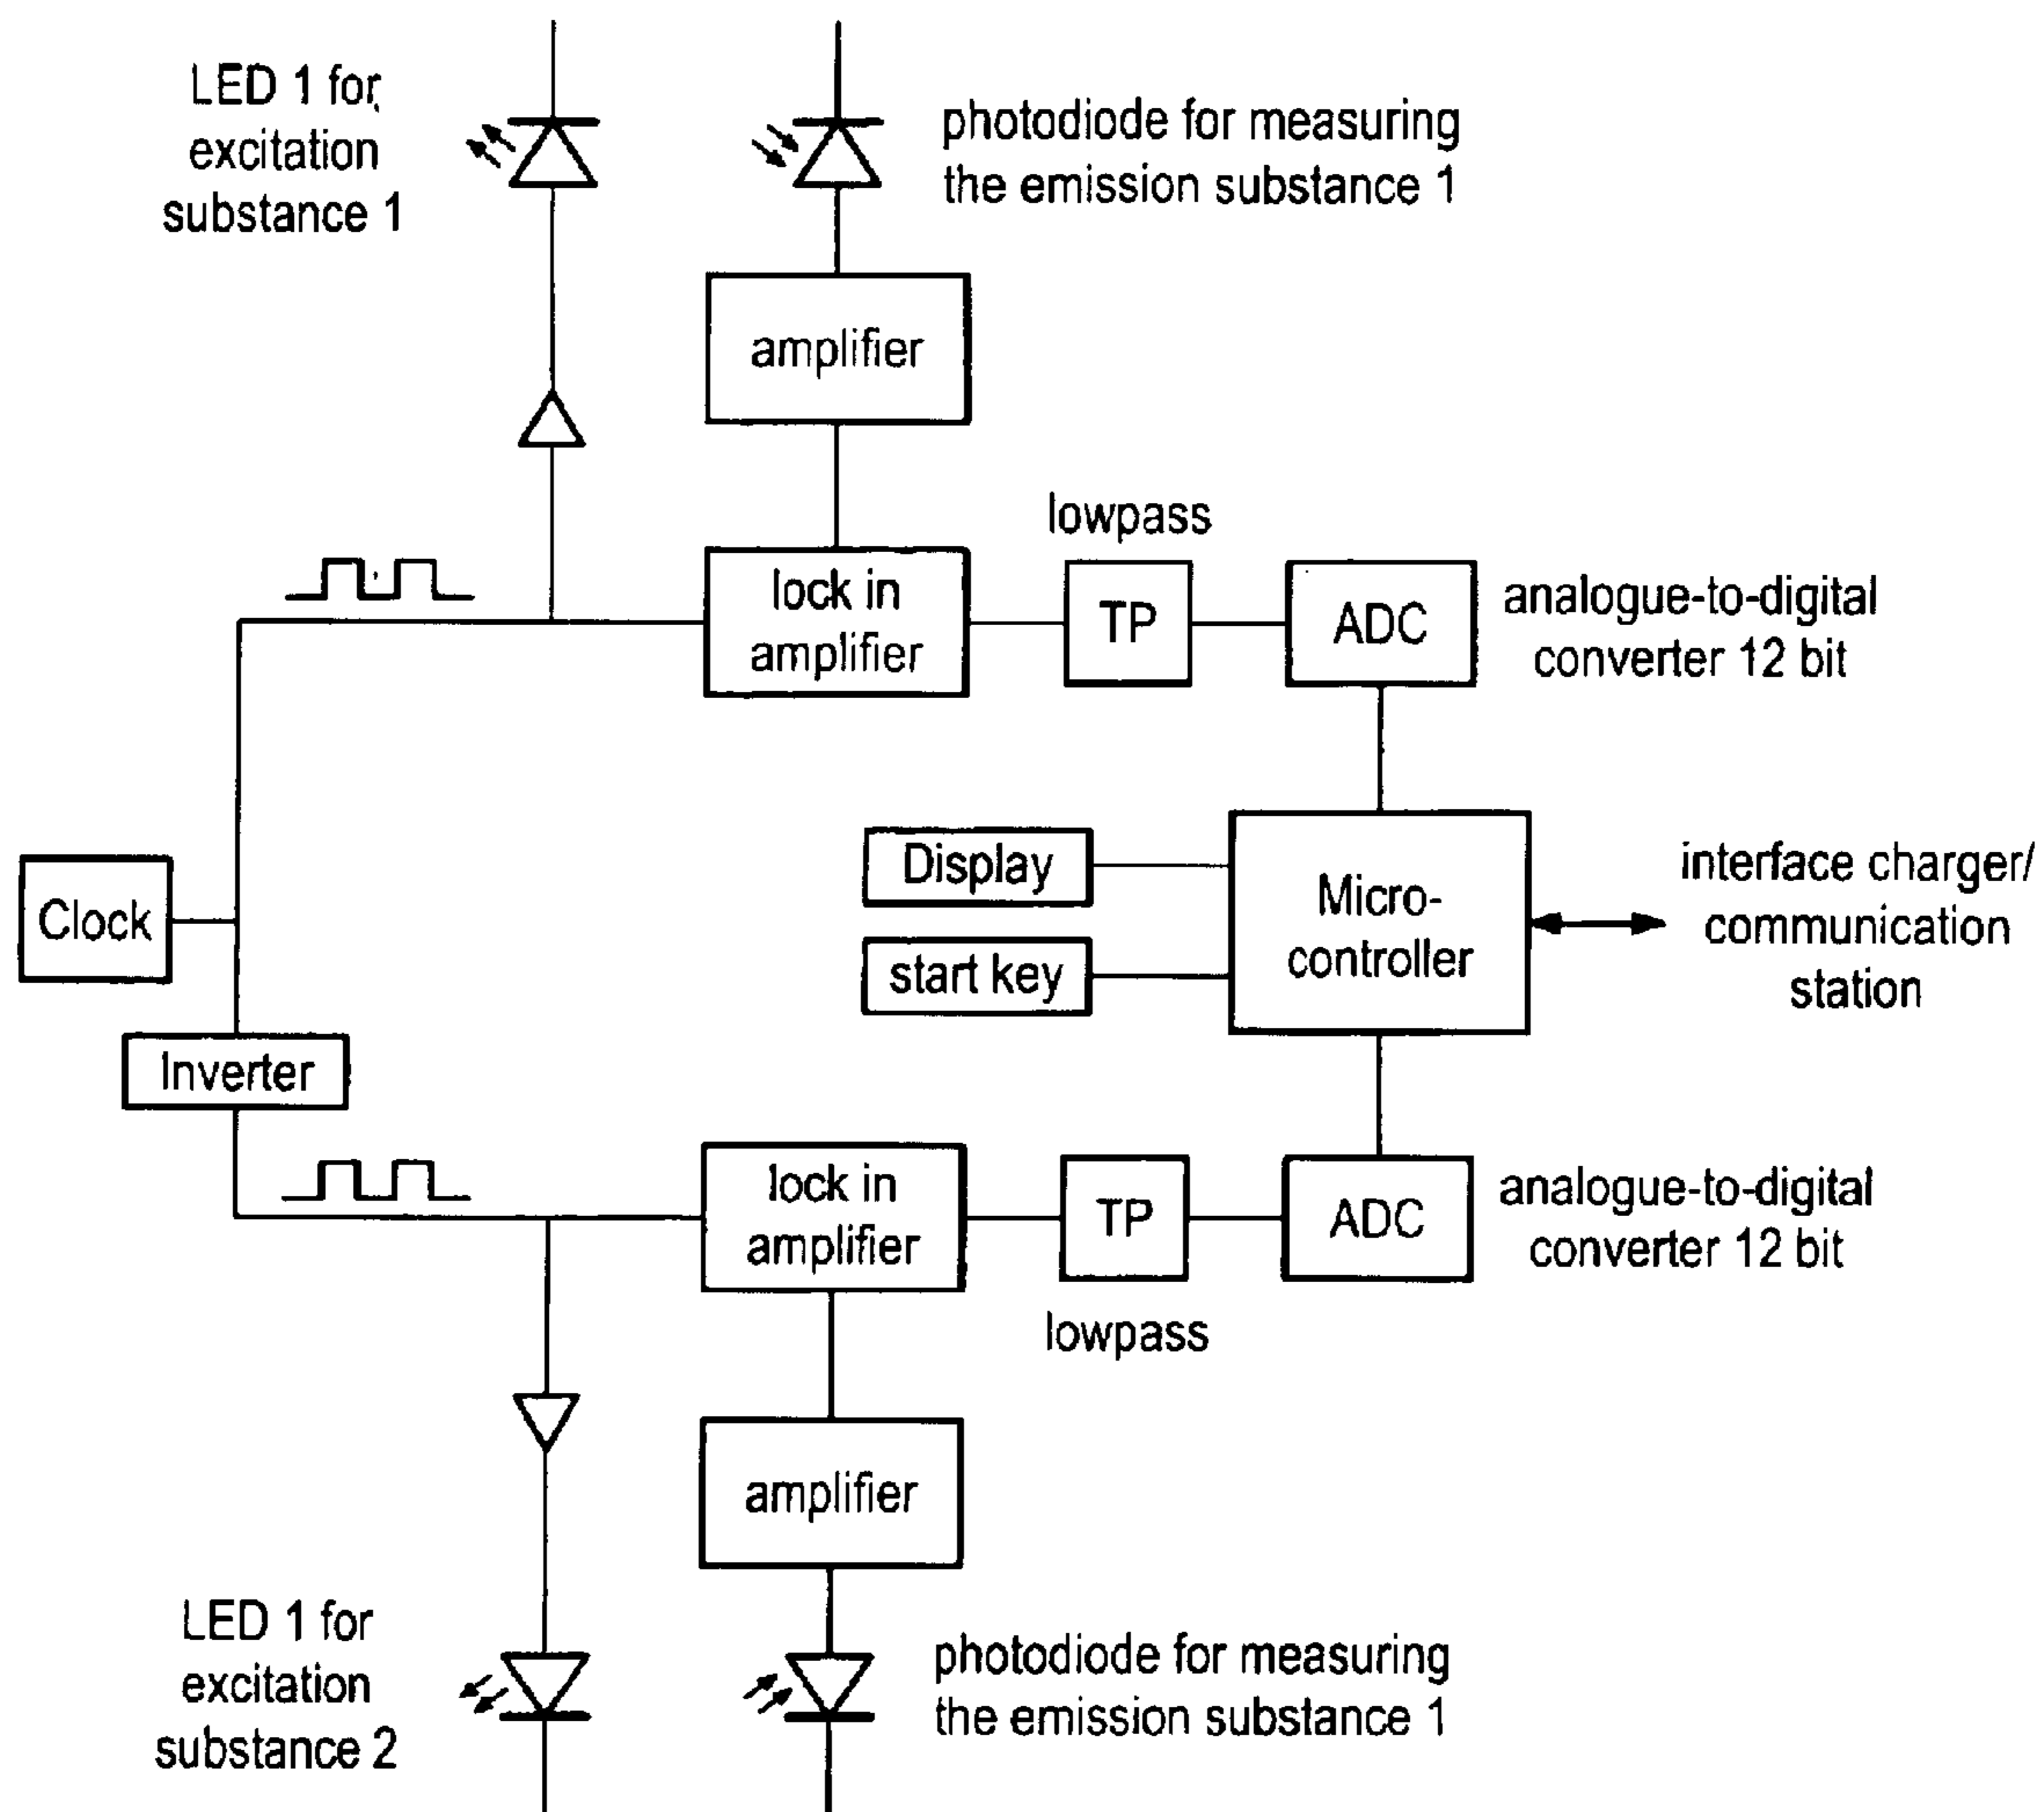 LED 1 for
excitation
substance 1
photodiode for measuring
the emission substance 1
amplifier
lowpass
lock in
amplifier
TP
ADC
analogue-to-digital
converter 12 bit
Clock
Display
start key
Micro-
controller
interface charger/
communication
station
Inverter
lock in
amplifier
TP
ADC
analogue-to-digital
converter 12 bit
lowpass
amplifier
LED 1 for
excitation
substance 2
photodiode for measuring
the emission substance 1